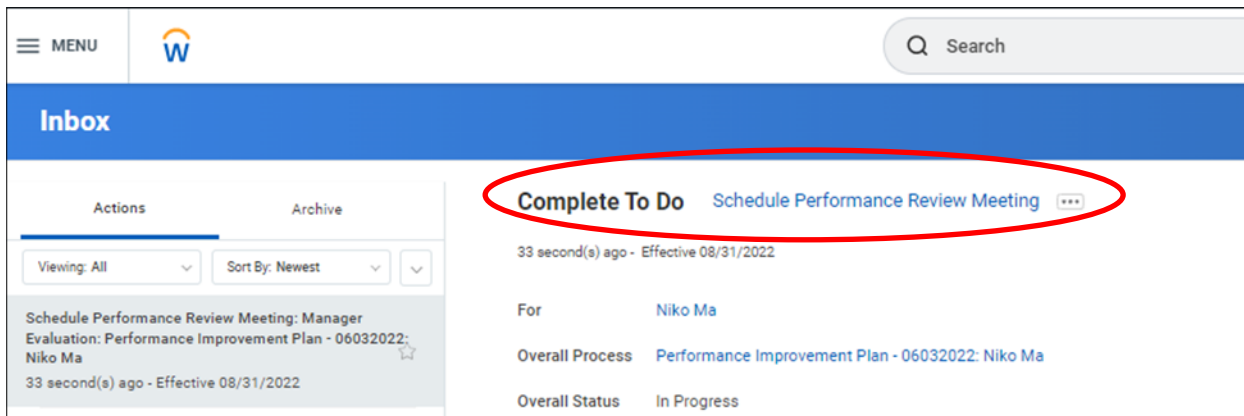 MENU
W
Search
Inbox
Actions
Archive
Viewing: All
Sort By: Newest
Schedule Performance Review Meeting: Manager
Evaluation: Performance Improvement Plan - 06032022:
Niko Ma
33 second(s) ago - Effective 08/31/2022
Complete To Do Schedule Performance Review Meeting
33 second(s) ago - Effective 08/31/2022
For Niko Ma
Overall Process Performance Improvement Plan - 06032022: Niko Ma
Overall Status In Progress